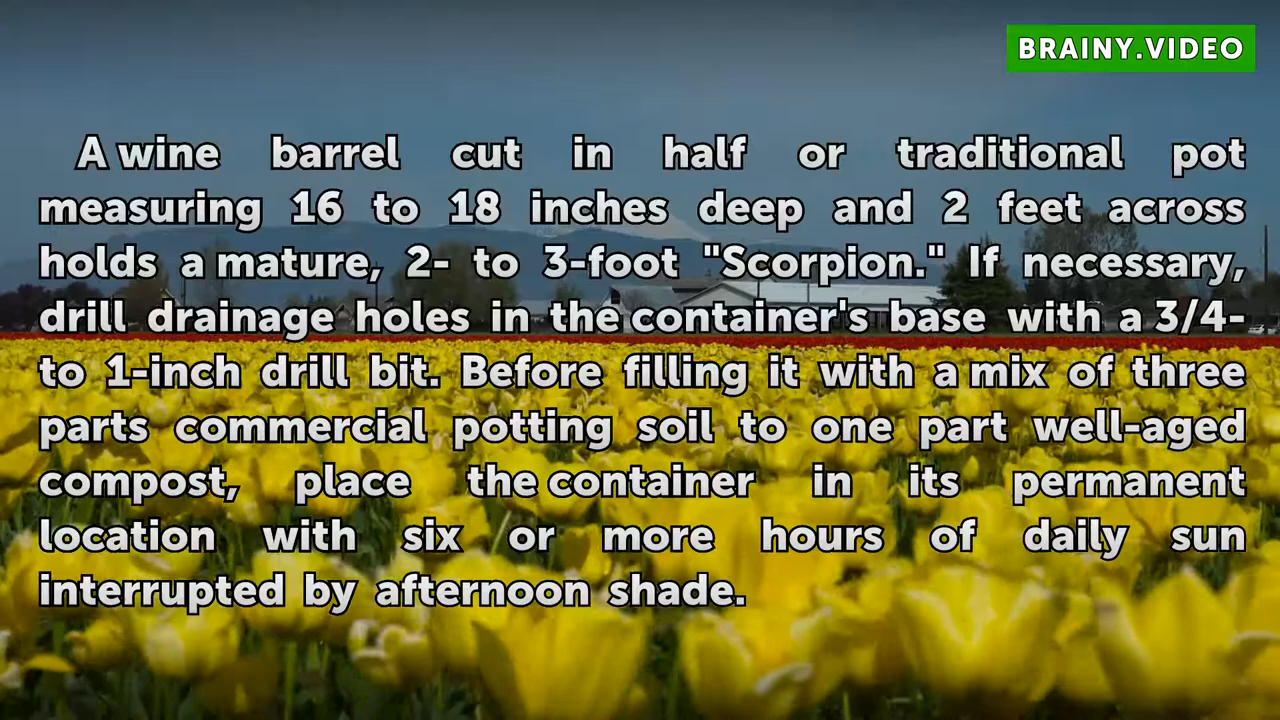 BRAINY.VIDEO
A wine barrel cut in half or traditional pot
measuring 16 to 18 inches deep and 2 feet across
holds a mature, 2- to 3-foot "Scorpion." If necessary,
drill drainage holes in the container's base with a 3/4-
to 1-inch drill bit. Before filling it with a mix of three
parts commercial potting soil to one part well-aged
compost, place the container in its permanent
location with six or more hours of daily sun
interrupted by afternoon shade.